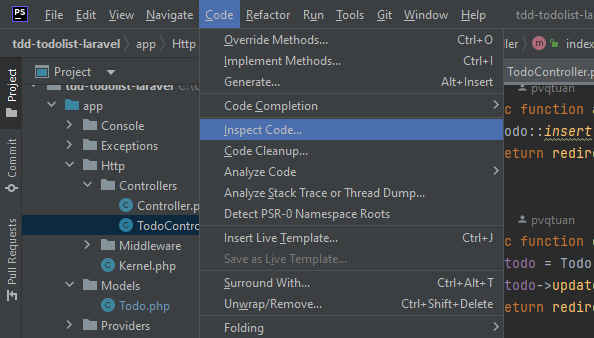 PS File Edit View Navigate Code Refactor Run Tools Git Window Help tdd-todolist-laravel
tdd-todolist-laravel app Http
ller m index
Project
Commit
Pull Requests
Project
tdd-todolist-laravel
app
Console
Exceptions
Http
Controllers
Controller.p
TodoContro
Middleware
Kernel.php
Models
Todo.php
Providers
Override Methods... Ctrl+O
Implement Methods... Ctrl+I
Generate... Alt+Insert
Code Completion
Inspect Code...
Code Cleanup...
Analyze Code
Analyze Stack Trace or Thread Dump...
Detect PSR-0 Namespace Roots
Insert Live Template... Ctrl+J
Save as Live Template...
Surround With... Ctrl+Alt+T
Unwrap/Remove... Ctrl+Shift+Delete
Folding
TodoController.p
pvqtuan
c function a
odo::insert
eturn redire
pvqtuan
c function
todo = Todo
todo->update
eturn redire